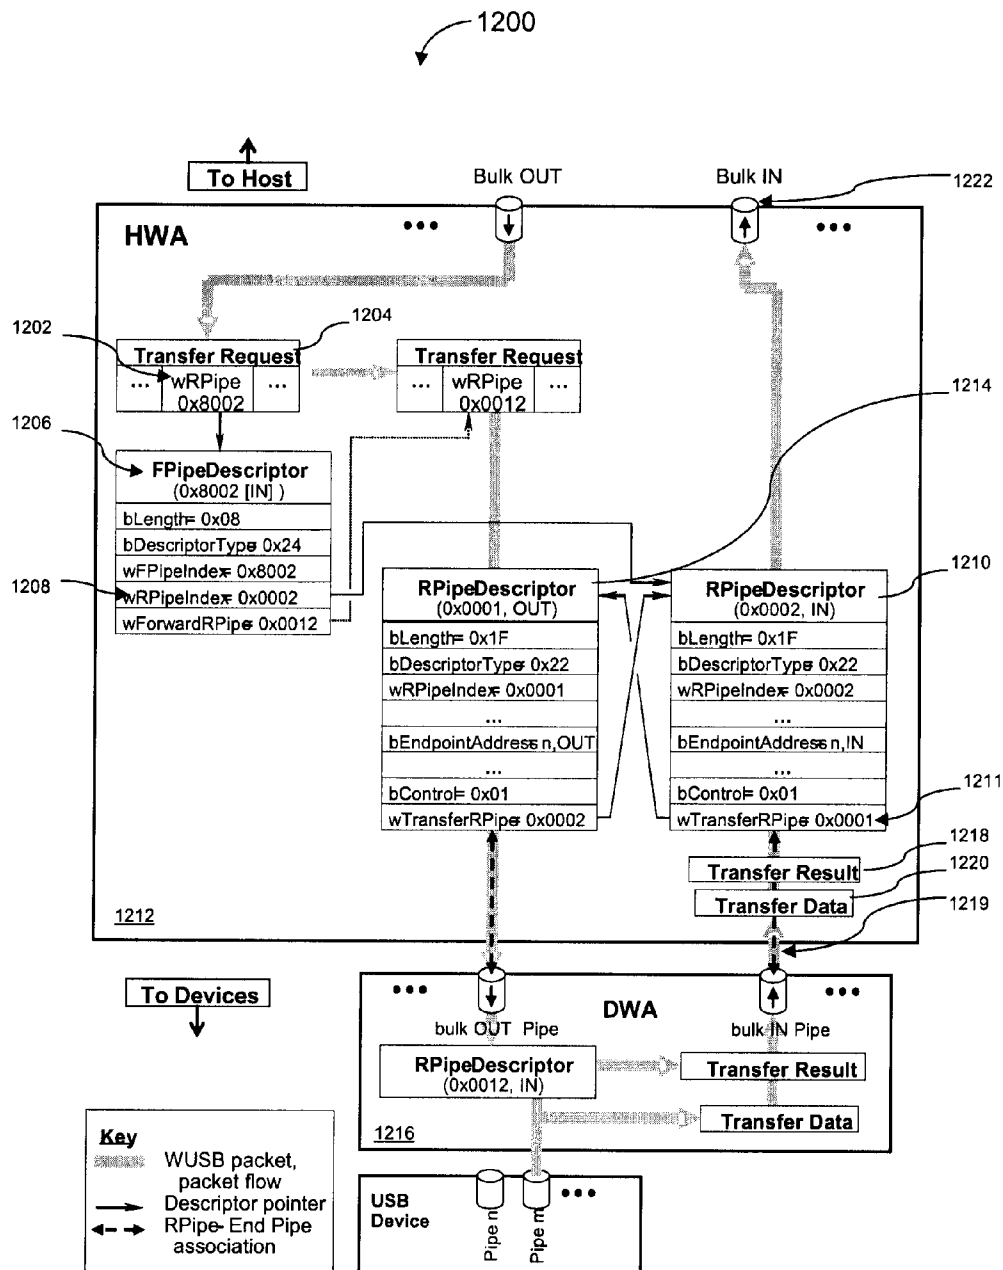 1200
To Host
Bulk OUT
Bulk IN
1222
HWA
•••
•••
1202
1204
Transfer Request
... wRPipe 0x8002 ...
Transfer Request
... wRPipe 0x0012 ...
1214
1206
FPipeDescriptor
(0x8002 [IN] )
bLength= 0x08
bDescriptorType= 0x24
wFPipeIndex= 0x8002
1208
wRPipeIndex= 0x0002
wForwardRPipe= 0x0012
RPipeDescriptor
(0x0001, OUT)
bLength= 0x1F
bDescriptorType= 0x22
wRPipeIndex= 0x0001
...
bEndpointAddress= n,OUT
...
bControl= 0x01
wTransferRPipe= 0x0002
RPipeDescriptor
(0x0002, IN)
1210
bLength= 0x1F
bDescriptorType= 0x22
wRPipeIndex= 0x0002
...
bEndpointAddress= n,IN
...
bControl= 0x01
wTransferRPipe= 0x0001
1211
1218
Transfer Result
1220
Transfer Data
1219
1212
To Devices
•••
•••
DWA
bulk OUT Pipe
bulk IN Pipe
RPipeDescriptor
(0x0012, IN)
Transfer Result
Transfer Data
1216
Key
WUSB packet,
packet flow
Descriptor pointer
RPipe- End Pipe
association
USB
Device
Pipe n
Pipe m
•••